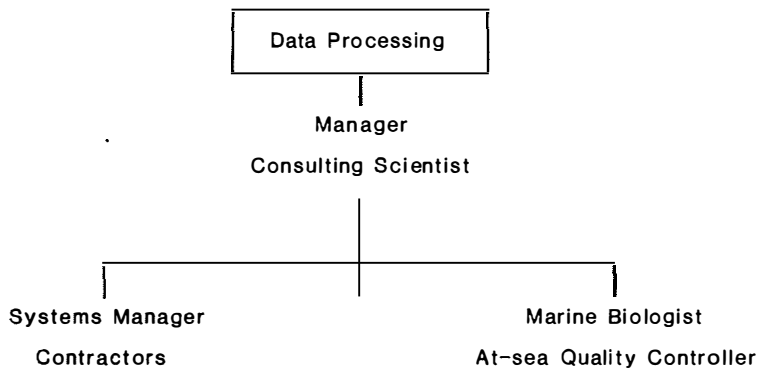 Data Processing
Manager
Consulting Scientist
Systems Manager
Contractors
Marine Biologist
At-sea Quality Controller